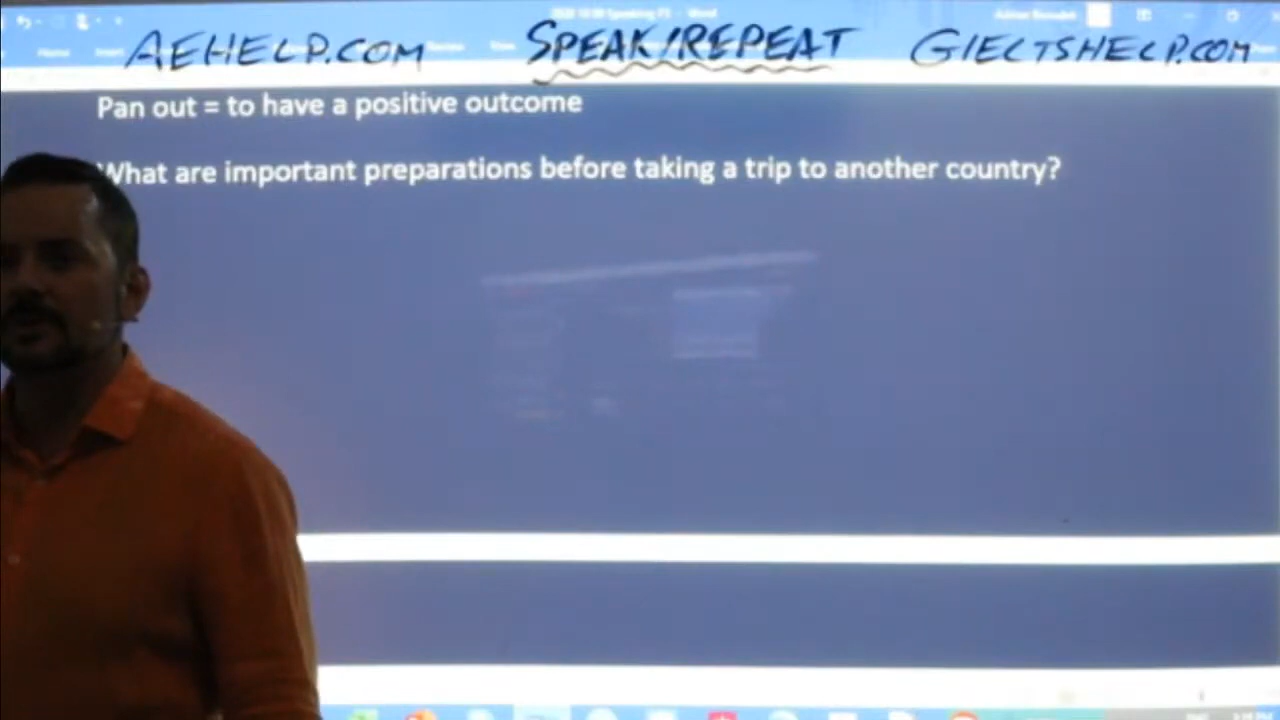 AEHELP.COM SPEAK/REPEAT GIELTSHELP.COM
Pan out = to have a positive outcome
What are important preparations before taking a trip to another country?